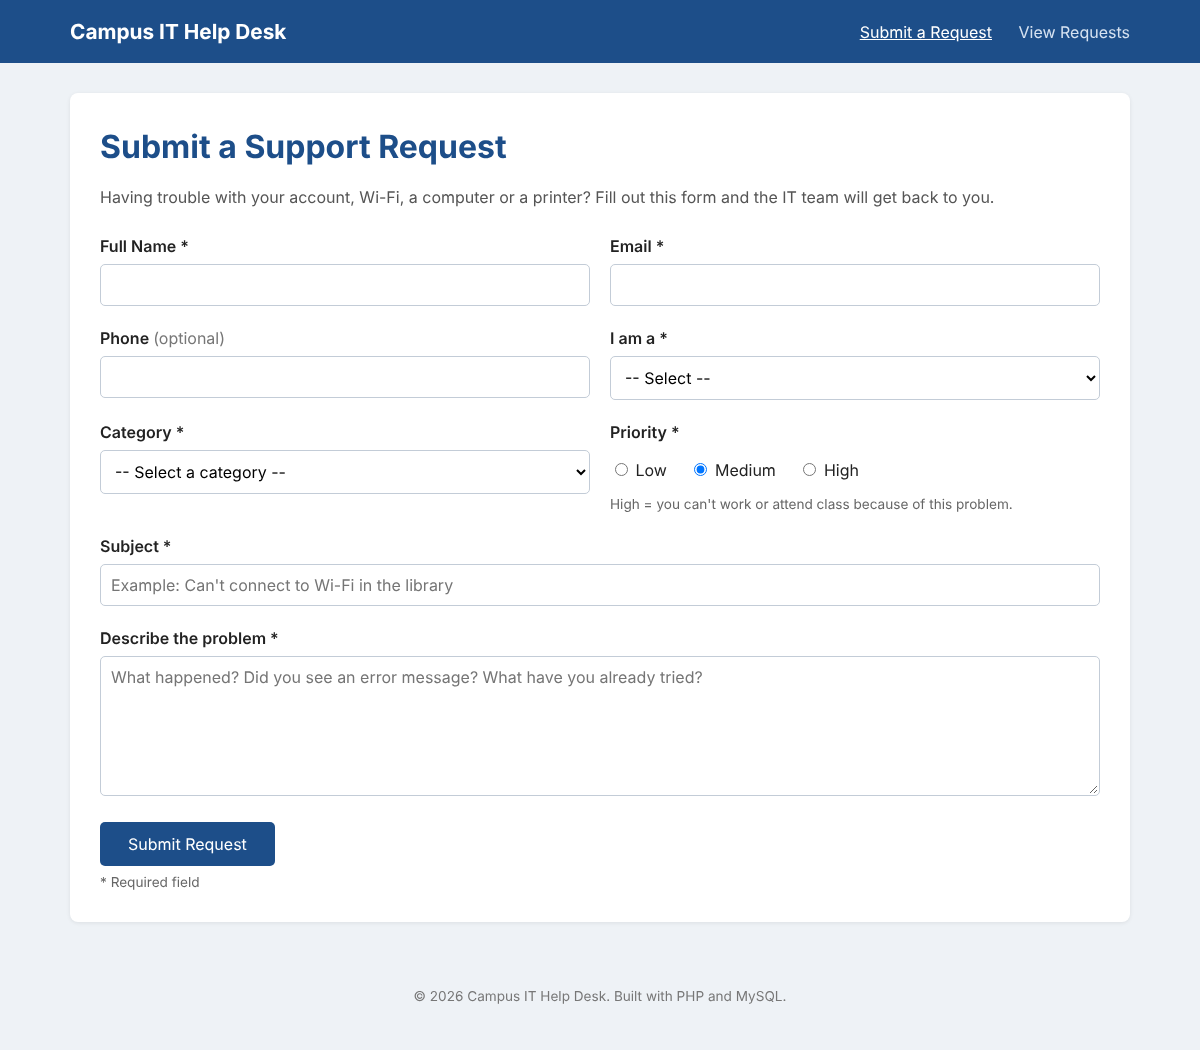 Campus IT Help Desk
Submit a Request
View Requests
Submit a Support Request
Having trouble with your account, Wi-Fi, a computer or a printer? Fill out this form and the IT team will get back to you.
Full Name *
Email *
Phone (optional)
I am a *
-- Select --
Category *
-- Select a category --
Priority *
Low
Medium
High
High = you can't work or attend class because of this problem.
Subject *
Example: Can't connect to Wi-Fi in the library
Describe the problem *
What happened? Did you see an error message? What have you already tried?
Submit Request
* Required field
© 2026 Campus IT Help Desk. Built with PHP and MySQL.